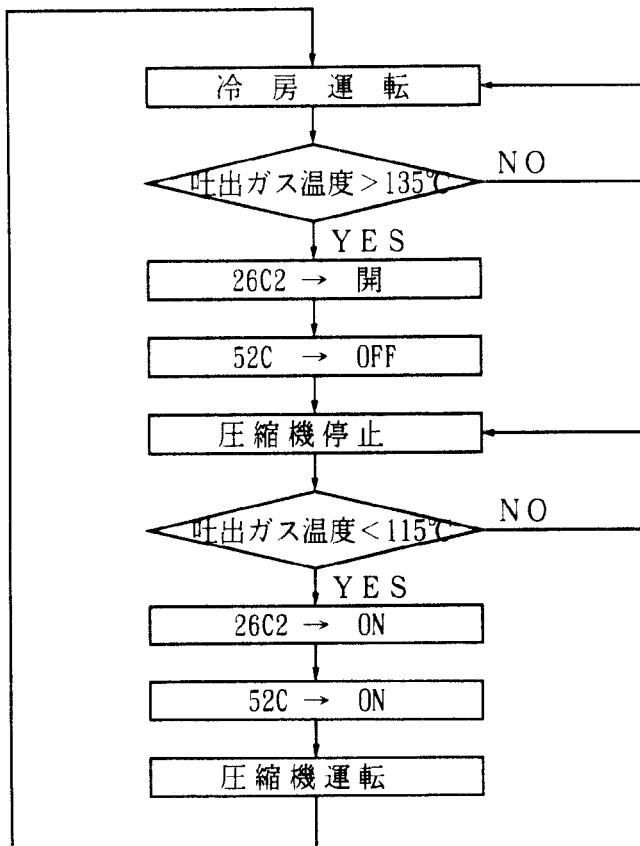 冷房運転
吐出ガス温度＞135℃
NO
YES
26C2 → 開
52C → OFF
圧縮機停止
吐出ガス温度＜115℃
NO
YES
26C2 → ON
52C → ON
圧縮機運転